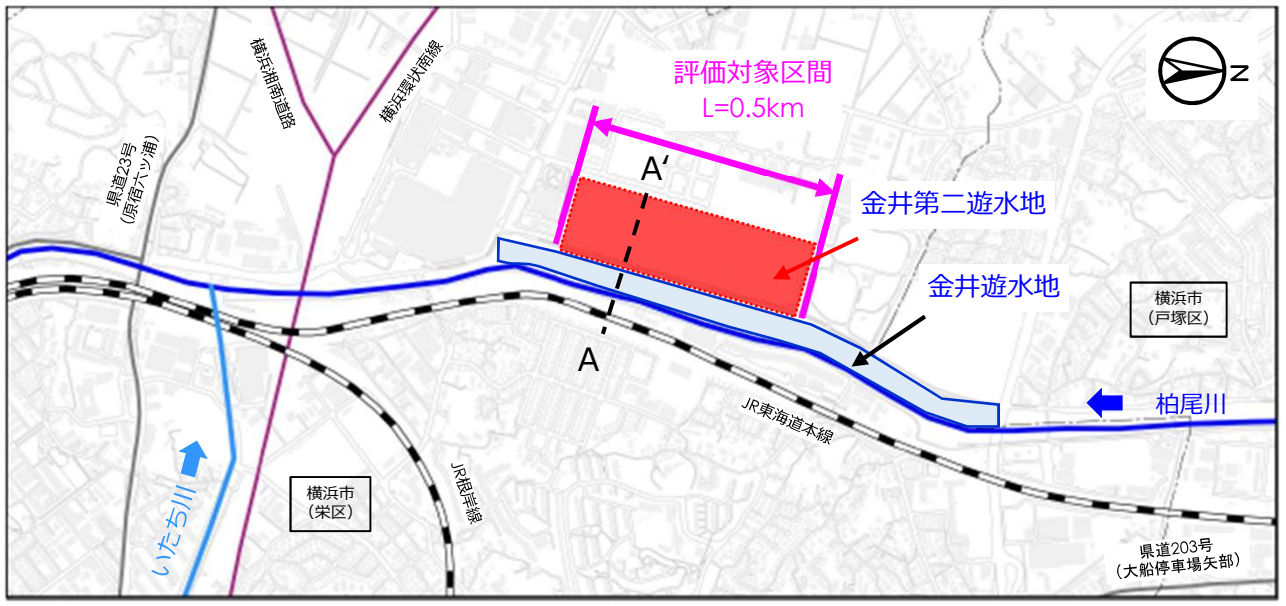 評価対象区間
L=0.5km
N
横浜湘南道路
横浜環状南線
県道23号
(原宿六ッ浦)
A‘
金井第二遊水地
金井遊水地
横浜市
(戸塚区)
A
柏尾川
JR東海道本線
JR根岸線
横浜市
(栄区)
いたち川
県道203号
(大船停車場矢部)